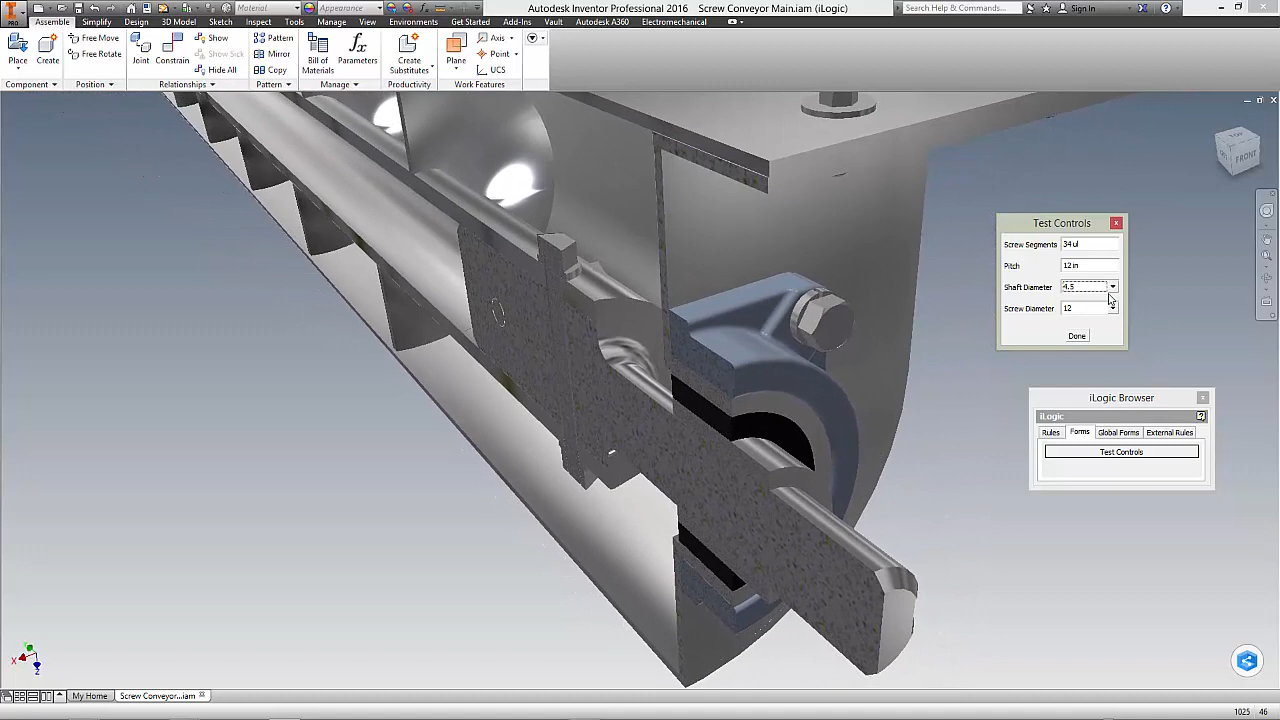 Material
Appearance
Autodesk Inventor Professional 2016 Screw Conveyor Main.iam (iLogic)
Search Help & Commands...
Sign In
PRO
Assemble Simplify Design 3D Model Sketch Inspect Tools Manage View Environments Get Started Add-Ins Vault Autodesk A360 Electromechanical
Place
Create
Free Move
Free Rotate
Joint
Constrain
Show
Show Sick
Hide All
Pattern
Mirror
Copy
Bill of
Materials
fx
Parameters
Create
Substitutes
Plane
Axis
Point
UCS
Component Position Relationships Pattern Manage Productivity Work Features
TOP
FRONT
Test Controls
Screw Segments 34 ul
Pitch 12 in
Shaft Diameter 4.5
Screw Diameter 12
Done
iLogic Browser
iLogic
Rules Forms Global Forms External Rules
Test Controls
X
Z
My Home Screw Conveyor...iam
1025 46